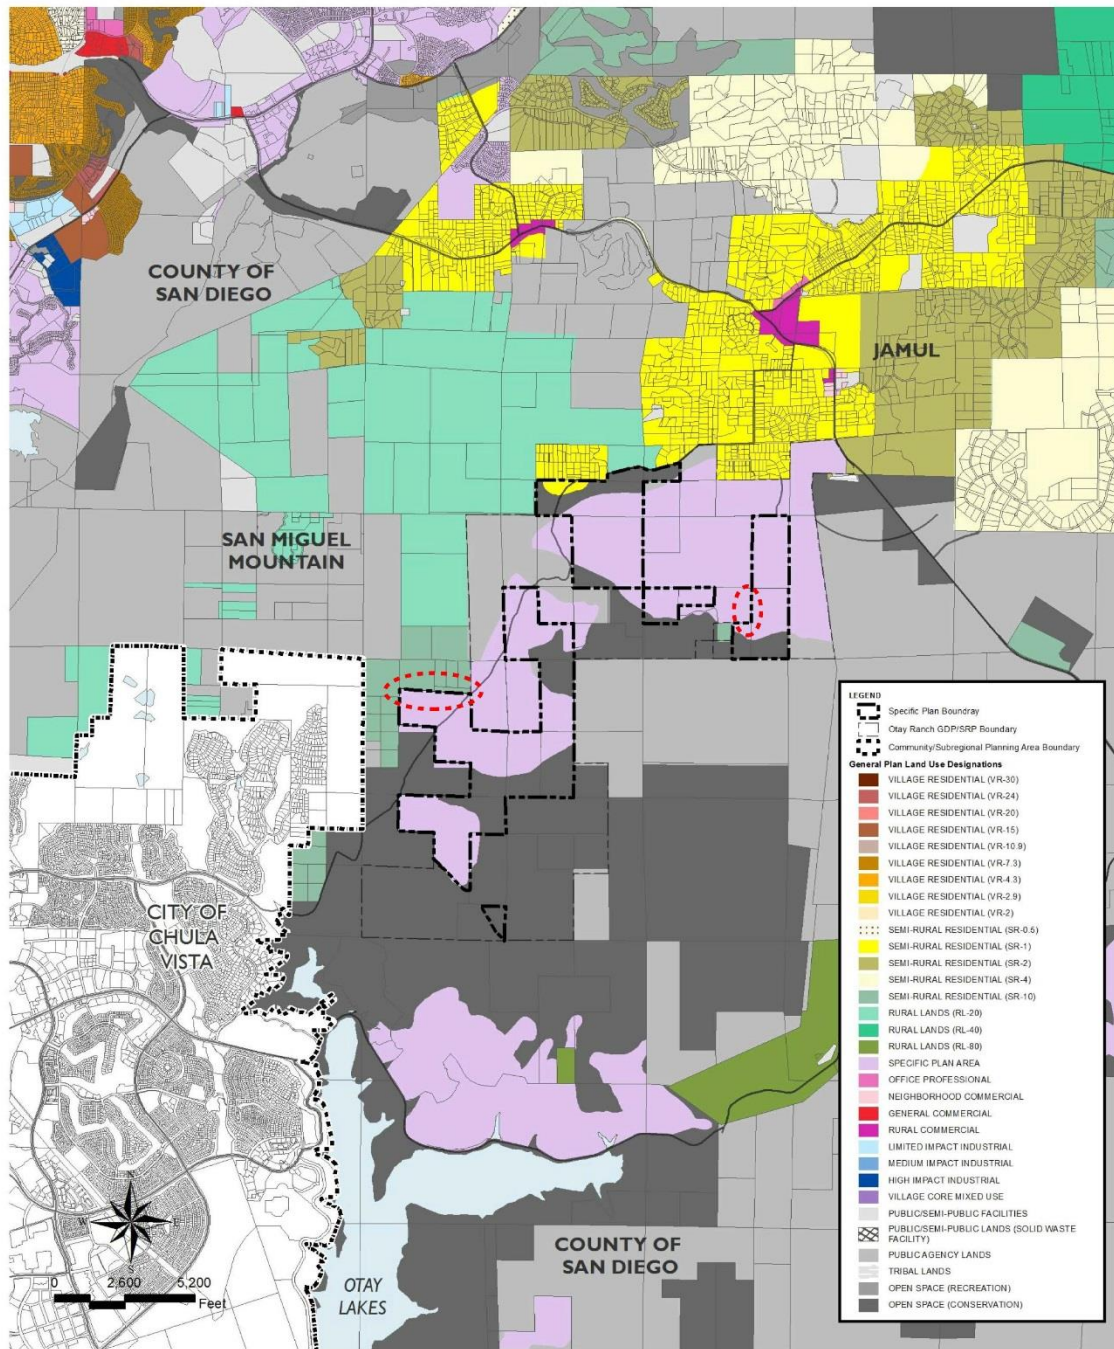 COUNTY OF
SAN DIEGO
JAMUL
SAN MIGUEL
MOUNTAIN
CITY OF
CHULA
VISTA
COUNTY OF
SAN DIEGO
OTAY
LAKES
N
W
E
S
0 2,600 5,200
Feet
LEGEND
Specific Plan Boundray
Otay Ranch GDP/SRP Boundary
Community/Subregional Planning Area Boundary
General Plan Land Use Designations
VILLAGE RESIDENTIAL (VR-30)
VILLAGE RESIDENTIAL (VR-24)
VILLAGE RESIDENTIAL (VR-20)
VILLAGE RESIDENTIAL (VR-15)
VILLAGE RESIDENTIAL (VR-10.9)
VILLAGE RESIDENTIAL (VR-7.3)
VILLAGE RESIDENTIAL (VR-4.3)
VILLAGE RESIDENTIAL (VR-2.9)
VILLAGE RESIDENTIAL (VR-2)
SEMI-RURAL RESIDENTIAL (SR-0.5)
SEMI-RURAL RESIDENTIAL (SR-1)
SEMI-RURAL RESIDENTIAL (SR-2)
SEMI-RURAL RESIDENTIAL (SR-4)
SEMI-RURAL RESIDENTIAL (SR-10)
RURAL LANDS (RL-20)
RURAL LANDS (RL-40)
RURAL LANDS (RL-80)
SPECIFIC PLAN AREA
OFFICE PROFESSIONAL
NEIGHBORHOOD COMMERCIAL
GENERAL COMMERCIAL
RURAL COMMERCIAL
LIMITED IMPACT INDUSTRIAL
MEDIUM IMPACT INDUSTRIAL
HIGH IMPACT INDUSTRIAL
VILLAGE CORE MIXED USE
PUBLIC/SEMI-PUBLIC FACILITIES
PUBLIC/SEMI-PUBLIC LANDS (SOLID WASTE
FACILITY)
PUBLIC AGENCY LANDS
TRIBAL LANDS
OPEN SPACE (RECREATION)
OPEN SPACE (CONSERVATION)